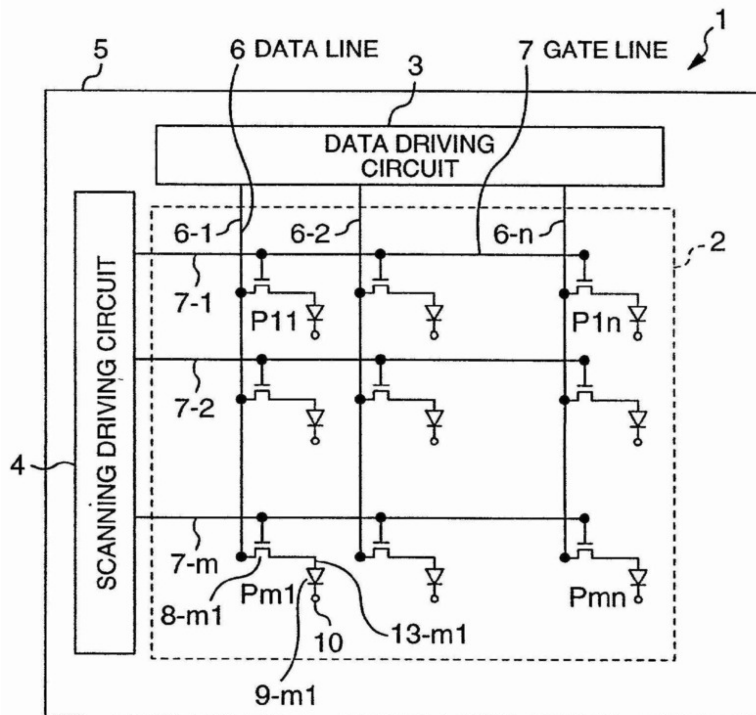 1
5
6 DATA LINE
7 GATE LINE
3
DATA DRIVING
CIRCUIT
6-1
6-2
6-n
2
7-1
P11
P1n
SCANNING DRIVING CIRCUIT
7-2
4
7-m
8-m1
Pm1
10
13-m1
Pmn
9-m1